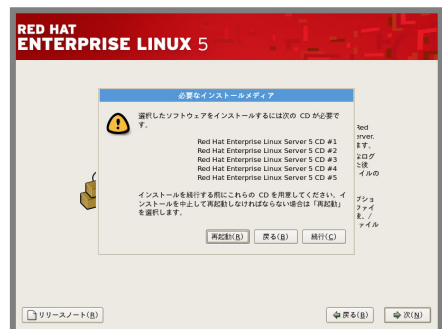 RED HAT
ENTERPRISE LINUX 5
必要なインストールメディア
選択したソフトウェアをインストールするには次の CD が必要で
す。
Red Hat Enterprise Linux Server 5 CD #1
Red Hat Enterprise Linux Server 5 CD #2
Red Hat Enterprise Linux Server 5 CD #3
Red Hat Enterprise Linux Server 5 CD #4
Red Hat Enterprise Linux Server 5 CD #5
インストールを続行する前にこれらの CD を用意してください。イ
ンストールを中止して再起動しなければならない場合は「再起動」
を選択します。
再起動(R) 戻る(B) 続行(C)
Red
erver.
ます。
なログ
た後
イルの
プショ
ファイ
ま、/
ァイル
リリースノート(R) 戻る(B) 次(N)